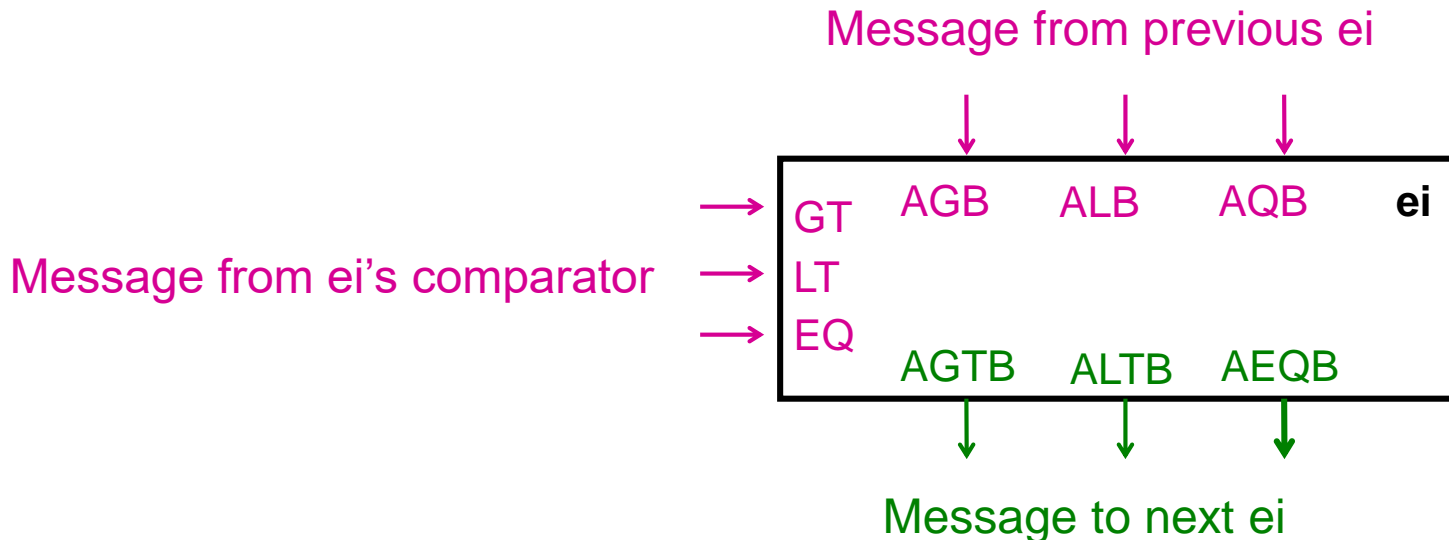 Message from previous ei
AGB ALB AQB ei
GT
Message from ei’s comparator LT
EQ
AGTB ALTB AEQB
Message to next ei